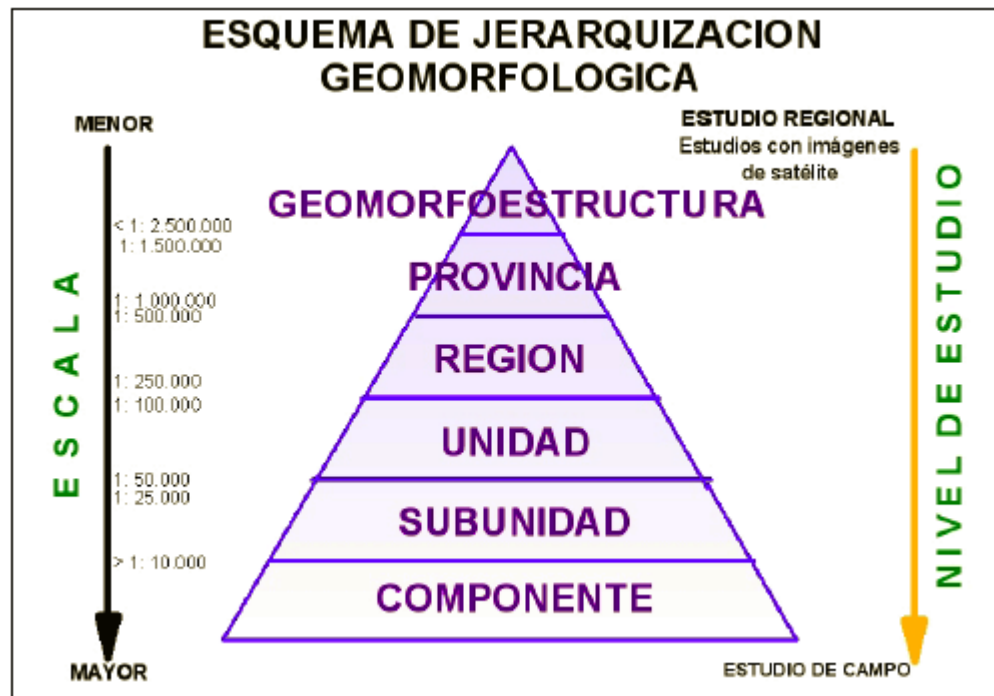 ESQUEMA DE JERARQUIZACION
GEOMORFOLOGICA
MENOR
ESTUDIO REGIONAL
Estudios con imágenes
de satélite
GEOMORFOESTRUCTURA
< 1: 2.500.000
1: 1.500.000
PROVINCIA
1: 1.000.000
1: 500.000
REGION
1: 250.000
1: 100.000
UNIDAD
1: 50.000
1: 25.000
SUBUNIDAD
> 1: 10.000
COMPONENTE
ESCALA
NIVEL DE ESTUDIO
MAYOR
ESTUDIO DE CAMPO